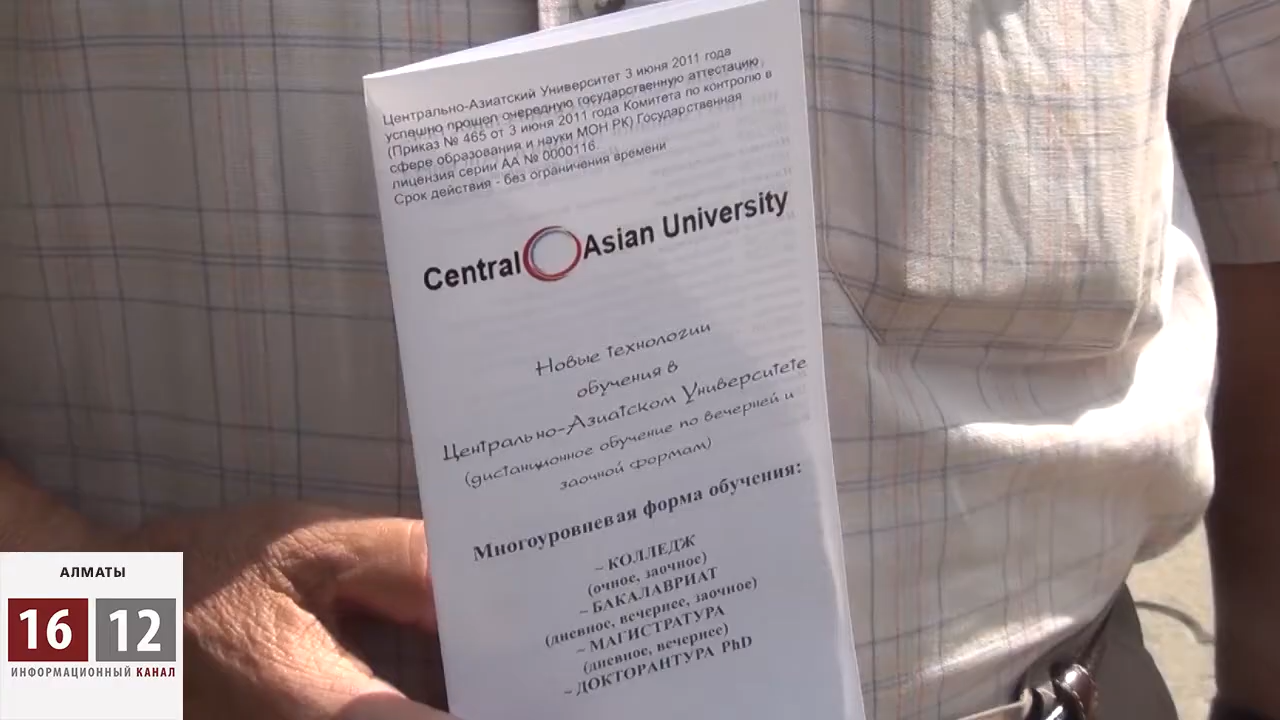 Центрально-Азиатский Университет 3 июня 2011 года
успешно прошел очередную государственную аттестацию
(Приказ № 465 от 3 июня 2011 года Комитета по контролю в
сфере образования и науки МОН РК) Государственная
лицензия серии АА № 0000116.
Срок действия - без ограничения времени
Central Asian University
Новые технологии
обучения в
Центрально-Азиатском Университете
(дистанционное обучение по вечерней и
заочной формам)
Многоуровневая форма обучения:
– КОЛЛЕДЖ
(очное, заочное)
– БАКАЛАВРИАТ
(дневное, вечернее, заочное)
– МАГИСТРАТУРА
(дневное, вечернее)
– ДОКТОРАНТУРА PhD
АЛМАТЫ
16 12
ИНФОРМАЦИОННЫЙ КАНАЛ